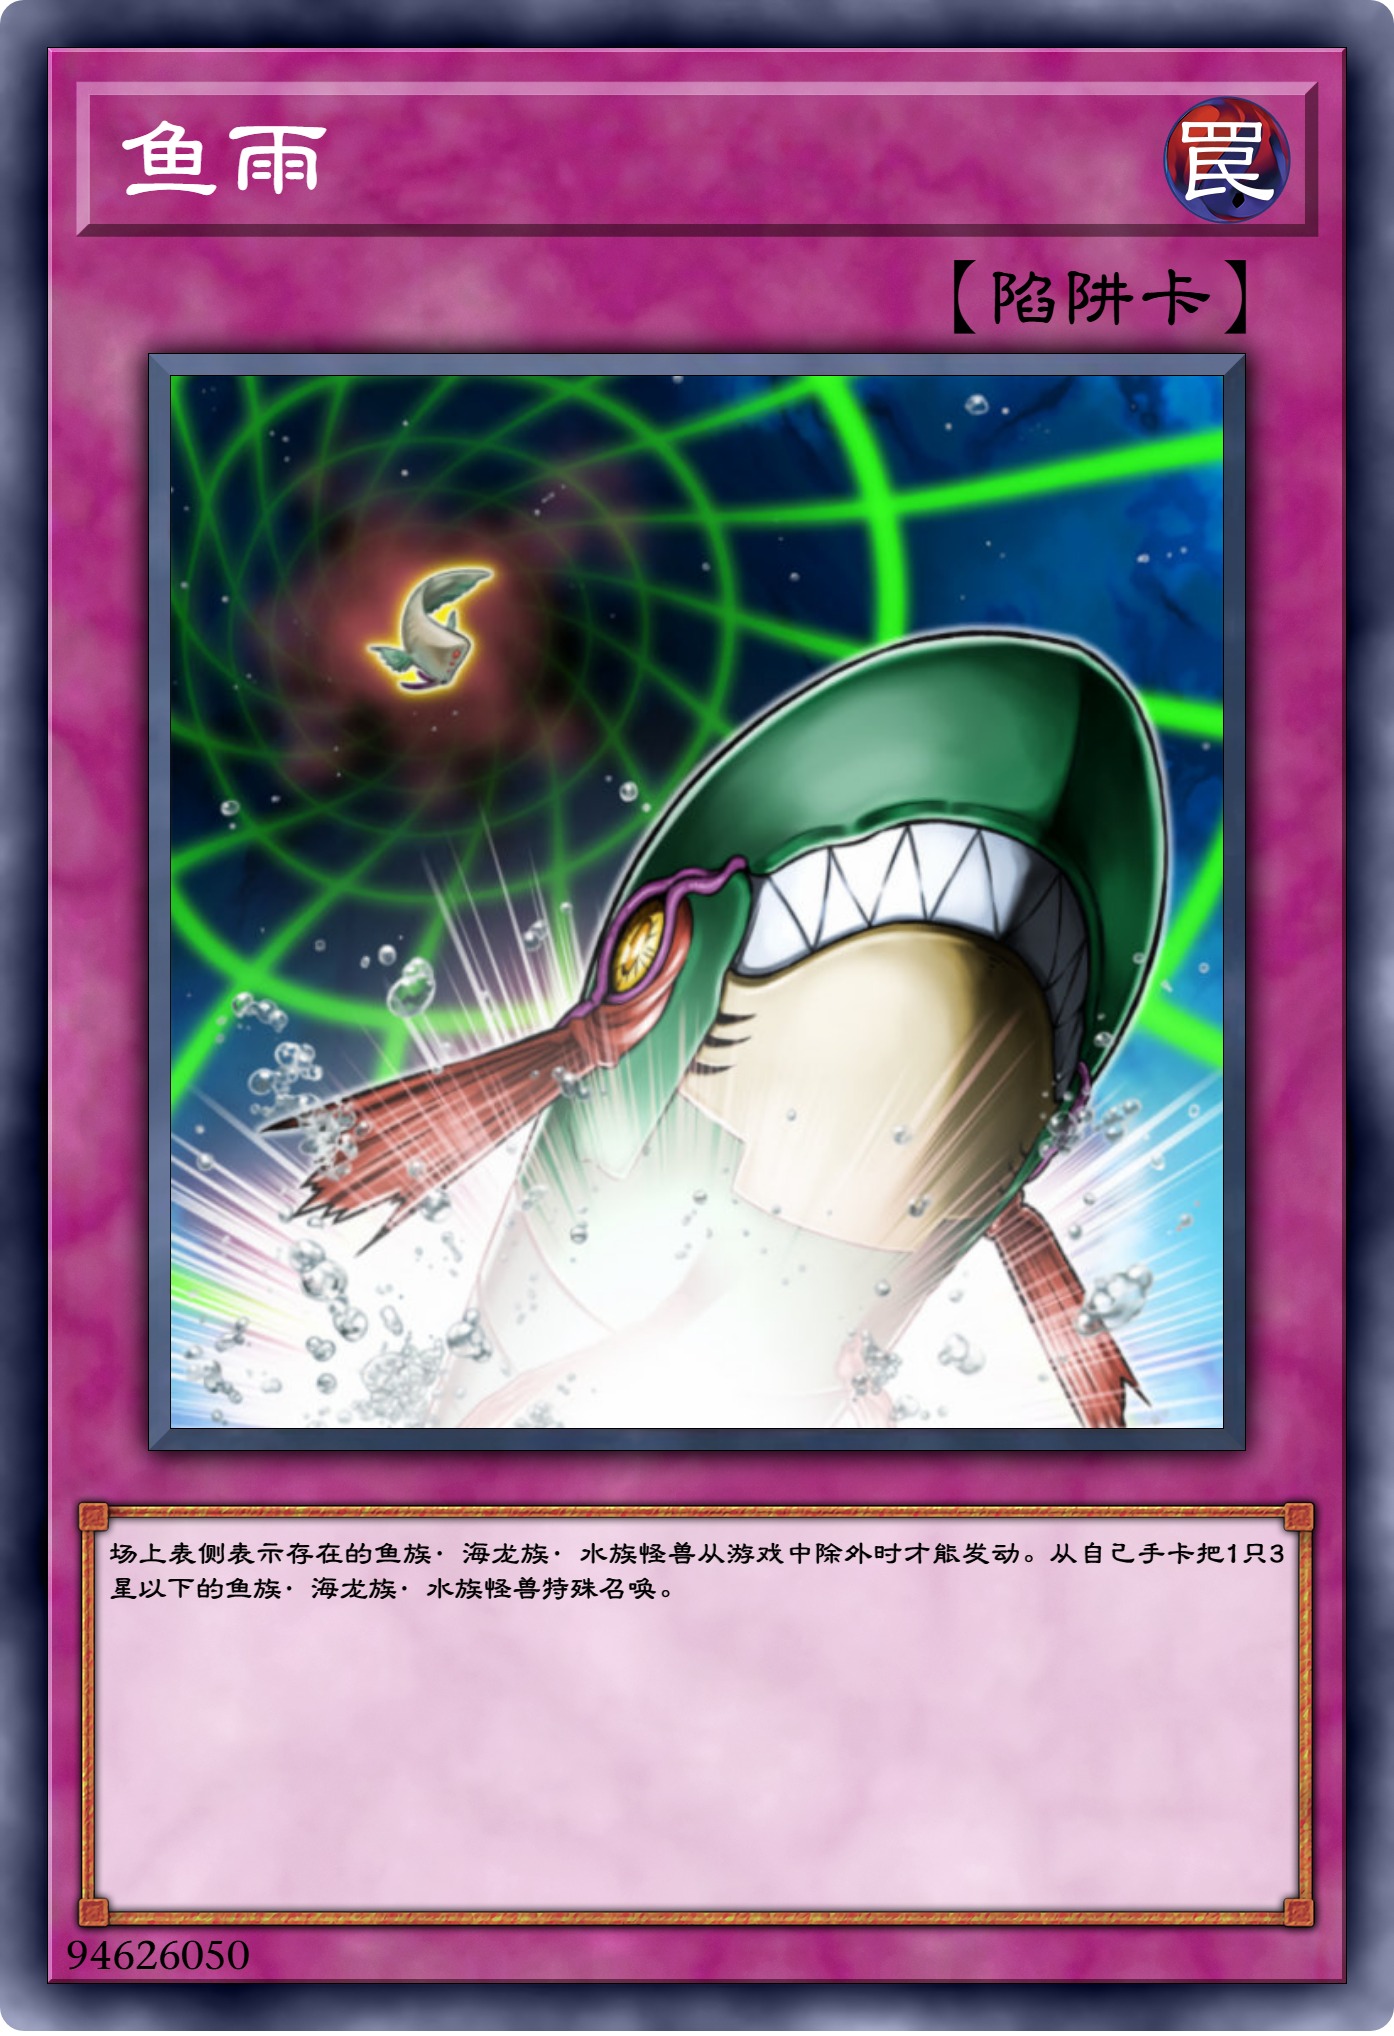 鱼雨
罠
【陷阱卡】
场上表侧表示存在的鱼族·海龙族·水族怪兽从游戏中除外时才能发动。从自己手卡把1只3
星以下的鱼族·海龙族·水族怪兽特殊召唤。
94626050